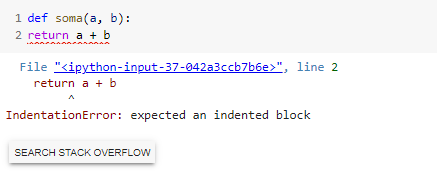 1 def soma(a, b):
2 return a + b
File "<ipython-input-37-042a3ccb7b6e>", line 2
return a + b
^
IndentationError: expected an indented block
SEARCH STACK OVERFLOW